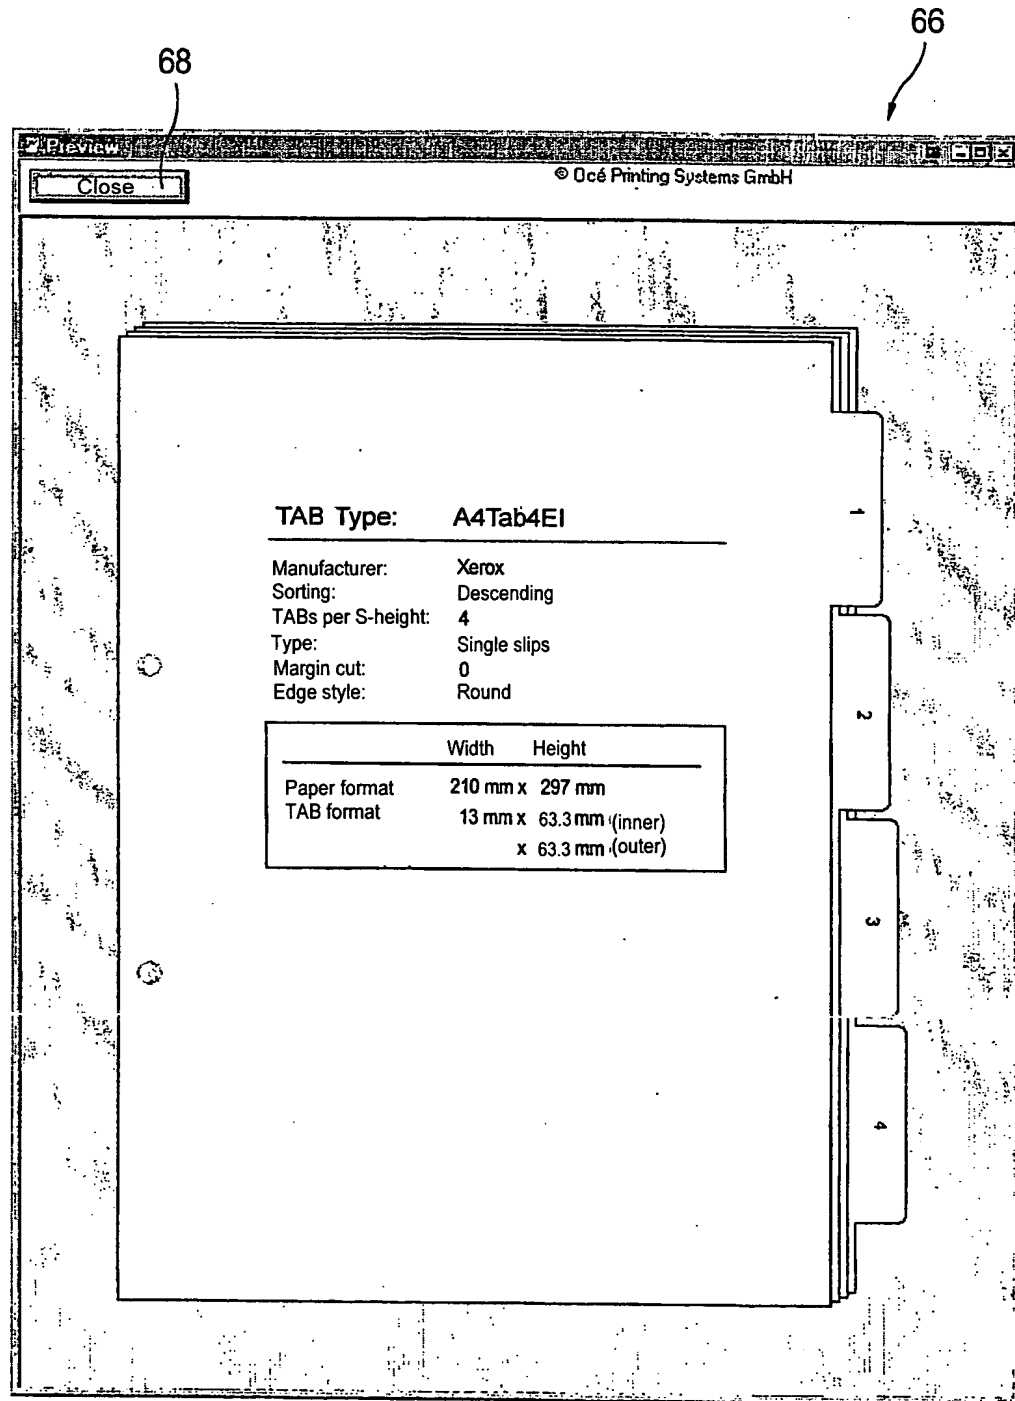 66
68
Preview
Close
© Océ Printing Systems GmbH
TAB Type: A4Tab4EI
Manufacturer: Xerox
Sorting: Descending
TABs per S-height: 4
Type: Single slips
Margin cut: 0
Edge style: Round
Width Height
Paper format 210 mm x 297 mm
TAB format 13 mm x 63.3 mm (inner)
x 63.3 mm (outer)
1
2
3
4